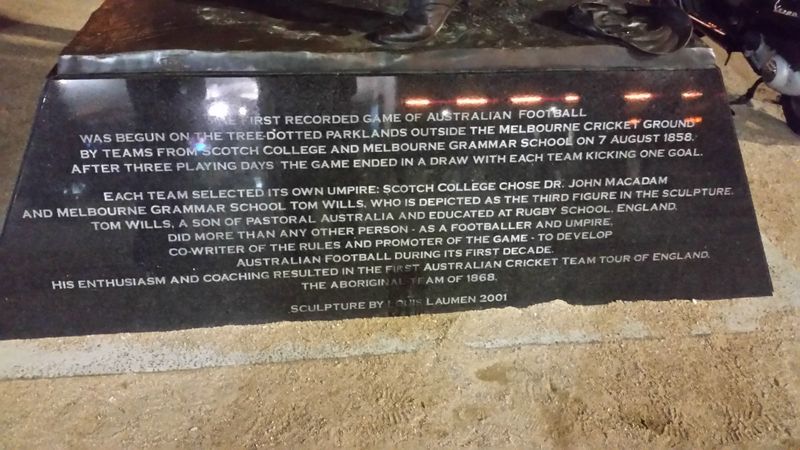 THE FIRST RECORDED GAME OF AUSTRALIAN FOOTBALL
WAS BEGUN ON THE TREE-DOTTED PARKLANDS OUTSIDE THE MELBOURNE CRICKET GROUND
BY TEAMS FROM SCOTCH COLLEGE AND MELBOURNE GRAMMAR SCHOOL ON 7 AUGUST 1858.
AFTER THREE PLAYING DAYS THE GAME ENDED IN A DRAW WITH EACH TEAM KICKING ONE GOAL.
EACH TEAM SELECTED ITS OWN UMPIRE: SCOTCH COLLEGE CHOSE DR. JOHN MACADAM
AND MELBOURNE GRAMMAR SCHOOL TOM WILLS, WHO IS DEPICTED AS THE THIRD FIGURE IN THE SCULPTURE.
TOM WILLS, A SON OF PASTORAL AUSTRALIA AND EDUCATED AT RUGBY SCHOOL, ENGLAND,
DID MORE THAN ANY OTHER PERSON - AS A FOOTBALLER AND UMPIRE,
CO-WRITER OF THE RULES AND PROMOTER OF THE GAME - TO DEVELOP
AUSTRALIAN FOOTBALL DURING ITS FIRST DECADE.
HIS ENTHUSIASM AND COACHING RESULTED IN THE FIRST AUSTRALIAN CRICKET TEAM TOUR OF ENGLAND.
THE ABORIGINAL TEAM OF 1868.
SCULPTURE BY LOUIS LAUMEN 2001